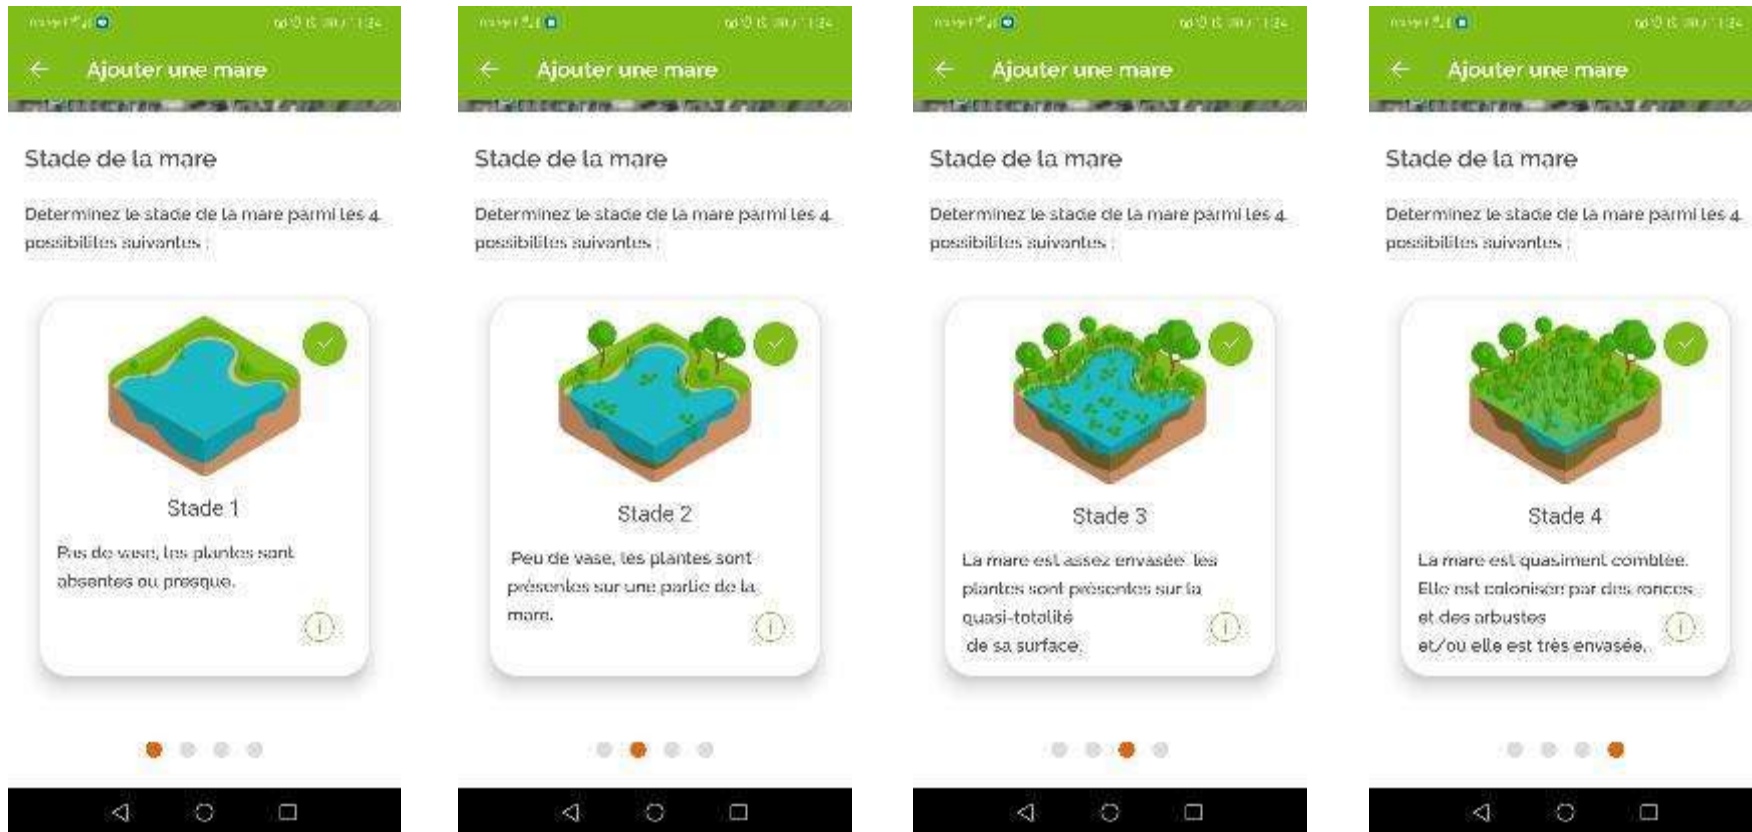 Ajouter une mare
Stade de la mare
Determinez le stade de la mare parmi les 4
possibilites suivantes :
Stade 1
Pas de vase, les plantes sont
absentes ou presque.
Ajouter une mare
Stade de la mare
Determinez le stade de la mare parmi les 4
possibilites suivantes :
Stade 2
Peu de vase, les plantes sont
présentes sur une partie de la
mare.
Ajouter une mare
Stade de la mare
Determinez le stade de la mare parmi les 4
possibilites suivantes :
Stade 3
La mare est assez envasée, les
plantes sont présentes sur la
quasi-totalité
de sa surface.
Ajouter une mare
Stade de la mare
Determinez le stade de la mare parmi les 4
possibilites suivantes :
Stade 4
La mare est quasiment comblée.
Elle est colonisée par des ronces
et des arbustes
et/ou elle est très envasée.